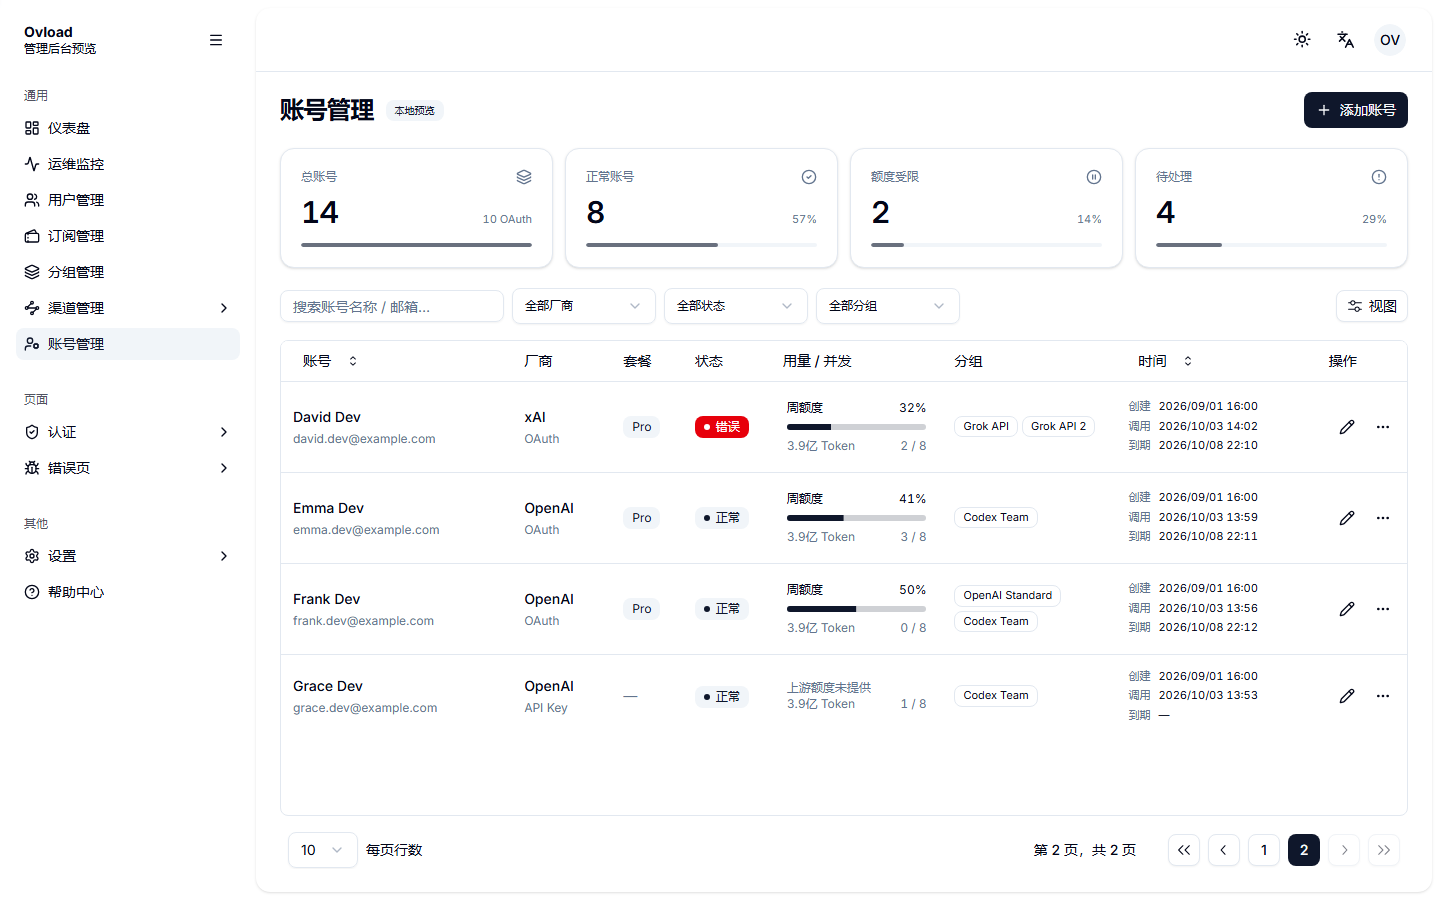 Ovload
管理后台预览
通用
仪表盘
运维监控
用户管理
订阅管理
分组管理
渠道管理
账号管理
页面
认证
错误页
其他
设置
帮助中心
OV
账号管理 本地预览
添加账号
总账号
14 10 OAuth
正常账号
8 57%
额度受限
2 14%
待处理
4 29%
搜索账号名称 / 邮箱... 全部厂商 全部状态 全部分组 视图
账号 厂商 套餐 状态 用量 / 并发 分组 时间 操作
David Dev
david.dev@example.com
xAI
OAuth
Pro
错误
周额度 32%
3.9亿 Token 2 / 8
Grok API Grok API 2
创建 2026/09/01 16:00
调用 2026/10/03 14:02
到期 2026/10/08 22:10
Emma Dev
emma.dev@example.com
OpenAI
OAuth
Pro
正常
周额度 41%
3.9亿 Token 3 / 8
Codex Team
创建 2026/09/01 16:00
调用 2026/10/03 13:59
到期 2026/10/08 22:11
Frank Dev
frank.dev@example.com
OpenAI
OAuth
Pro
正常
周额度 50%
3.9亿 Token 0 / 8
OpenAI Standard
Codex Team
创建 2026/09/01 16:00
调用 2026/10/03 13:56
到期 2026/10/08 22:12
Grace Dev
grace.dev@example.com
OpenAI
API Key
—
正常
上游额度未提供
3.9亿 Token 1 / 8
Codex Team
创建 2026/09/01 16:00
调用 2026/10/03 13:53
到期 —
10 每页行数
第 2 页，共 2 页
1 2